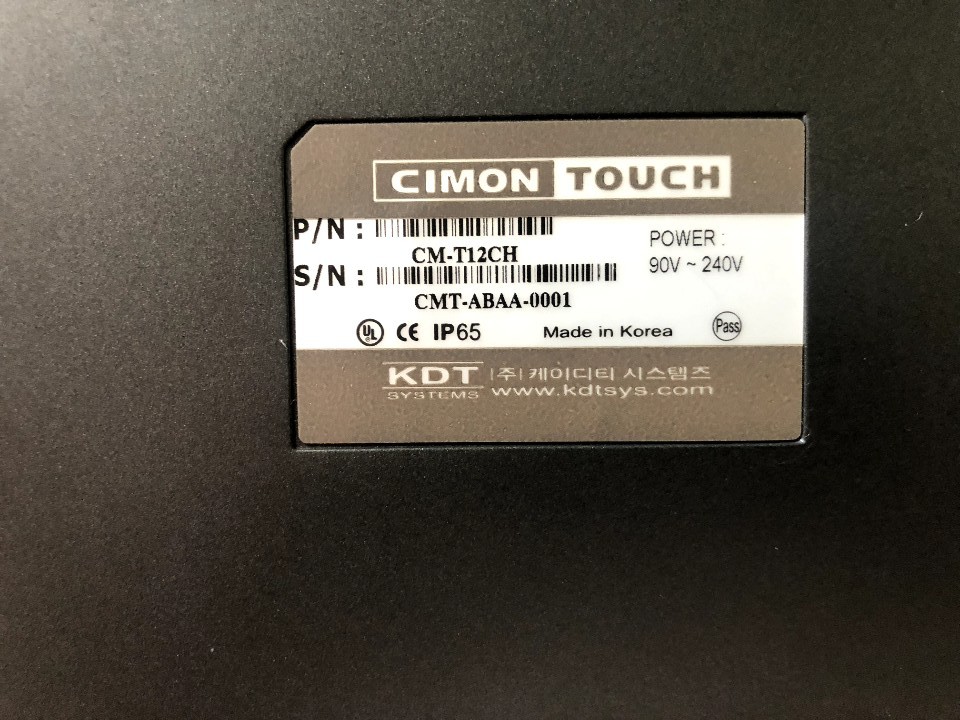 CIMON TOUCH
P/N :
CM-T12CH
S/N :
CMT-ABAA-0001
POWER :
90V ~ 240V
UL CE IP65 Made in Korea Pass
KDT SYSTEMS
(주)케이디티 시스템즈
www.kdtsys.com